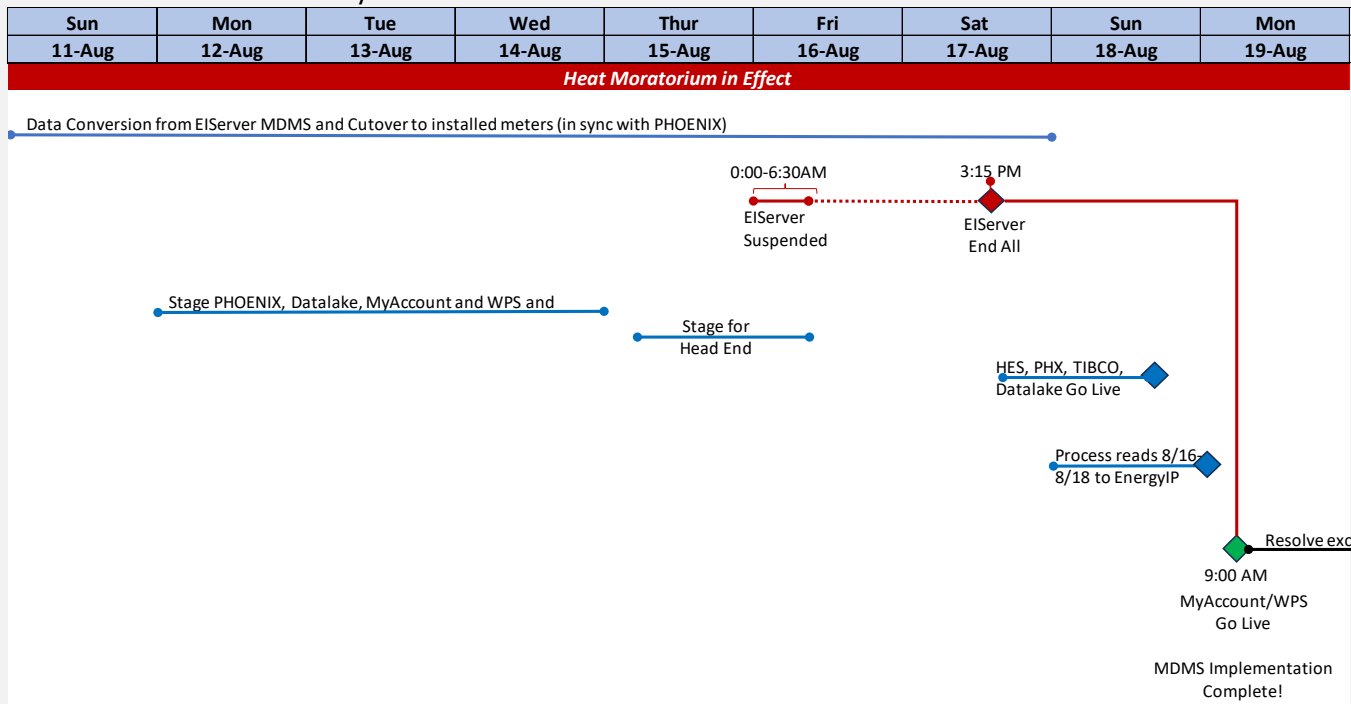 Sun Mon Tue Wed Thur Fri Sat Sun Mon
11-Aug 12-Aug 13-Aug 14-Aug 15-Aug 16-Aug 17-Aug 18-Aug 19-Aug
Heat Moratorium in Effect
Data Conversion from EIServer MDMS and Cutover to installed meters (in sync with PHOENIX)
0:00-6:30AM
EIServer
Suspended
3:15 PM
EIServer
End All
Stage PHOENIX, Datalake, MyAccount and WPS and
Stage for
Head End
HES, PHX, TIBCO,
Datalake Go Live
Process reads 8/16-
8/18 to EnergyIP
Resolve exc
9:00 AM
MyAccount/WPS
Go Live
MDMS Implementation
Complete!